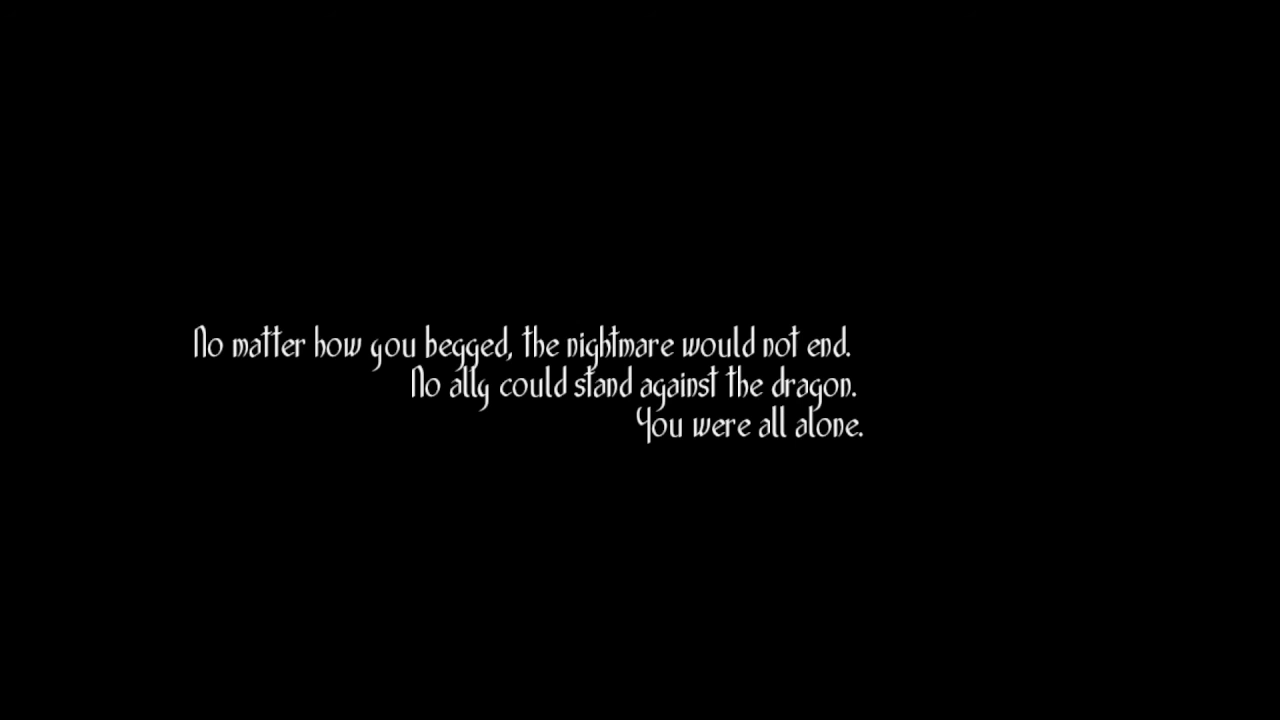 No matter how you begged, the nightmare would not end.
No ally could stand against the dragon.
You were all alone.